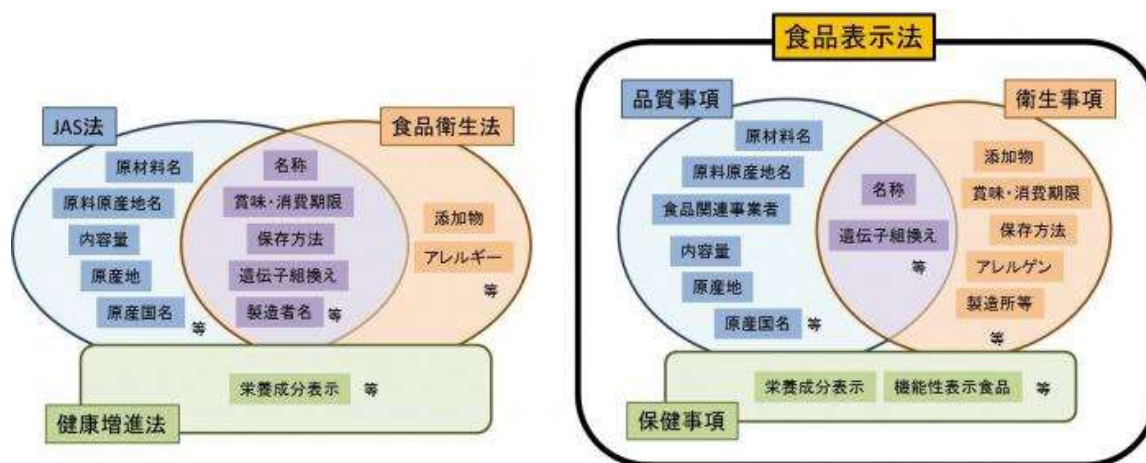 JAS法
食品衛生法
原材料名
原料原産地名
内容量
原産地
原産国名
等
名称
賞味・消費期限
保存方法
遺伝子組換え
製造者名
等
添加物
アレルギー
等
栄養成分表示 等
健康増進法
食品表示法
品質事項
衛生事項
原材料名
原料原産地名
食品関連事業者
内容量
原産地
原産国名
等
名称
遺伝子組換え
等
添加物
賞味・消費期限
保存方法
アレルゲン
製造所等
等
栄養成分表示 機能性表示食品 等
保健事項